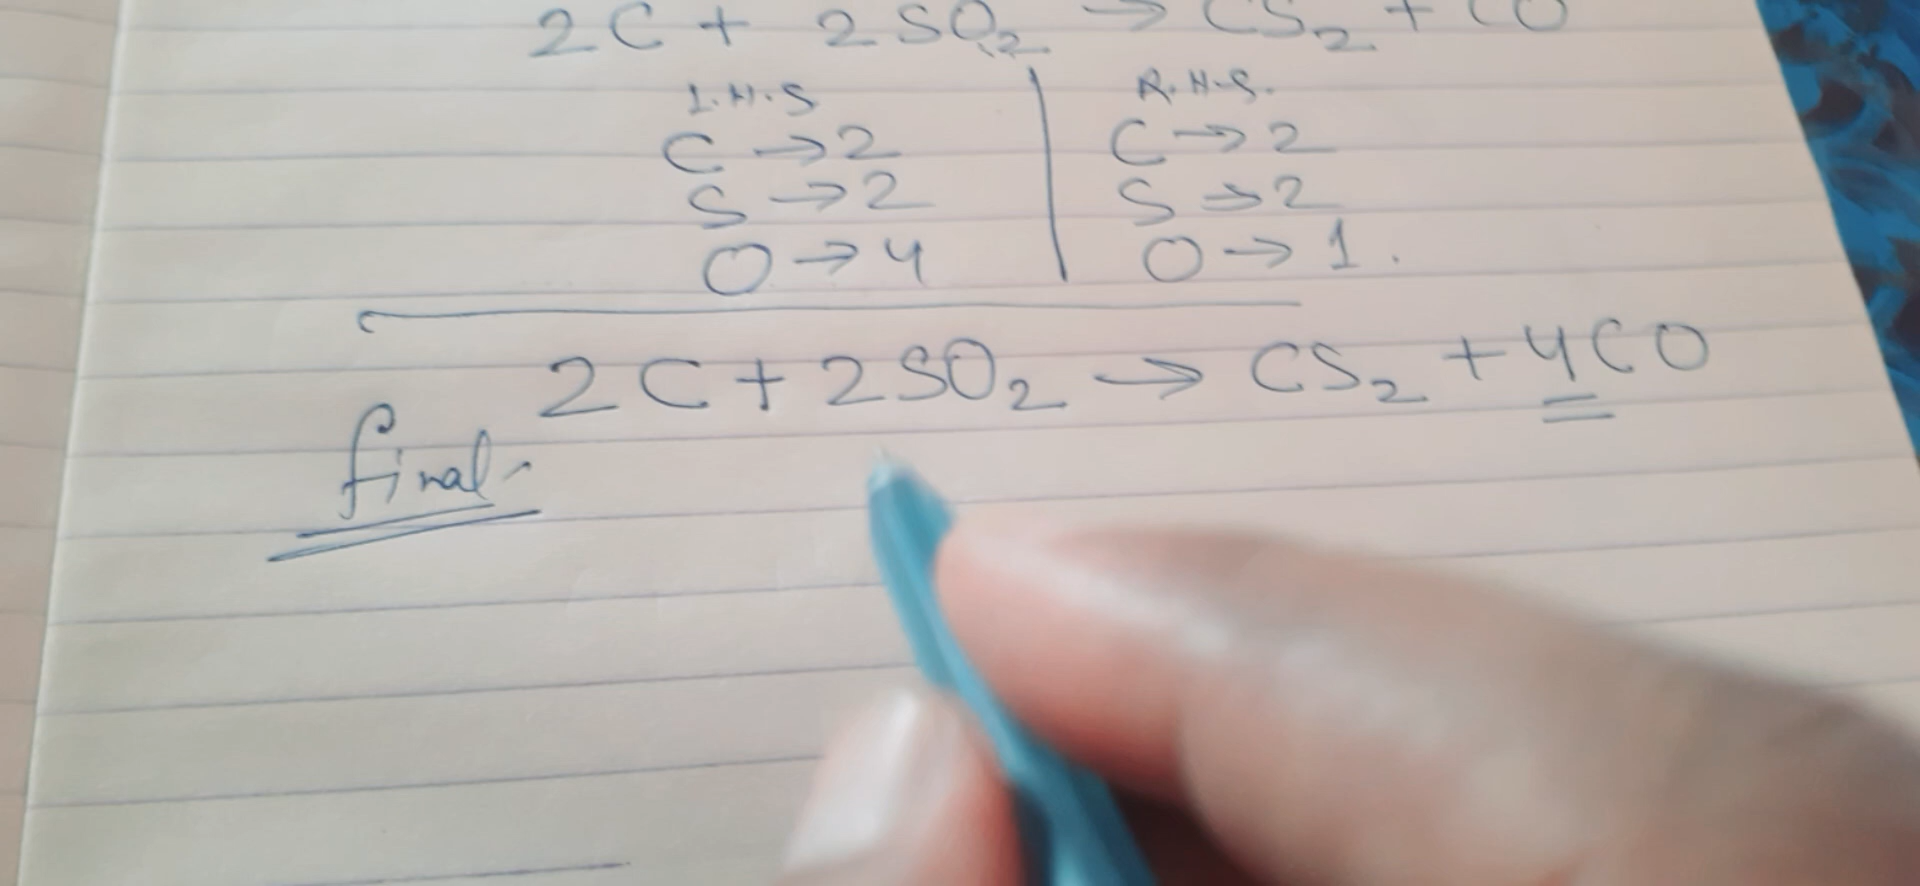 2C + 2SO₂ → CS₂ + CO
L.H.S R.H.S.
C → 2 C → 2
S → 2 S → 2
O → 4 O → 1.
2C + 2SO₂ → CS₂ + 4CO
final-